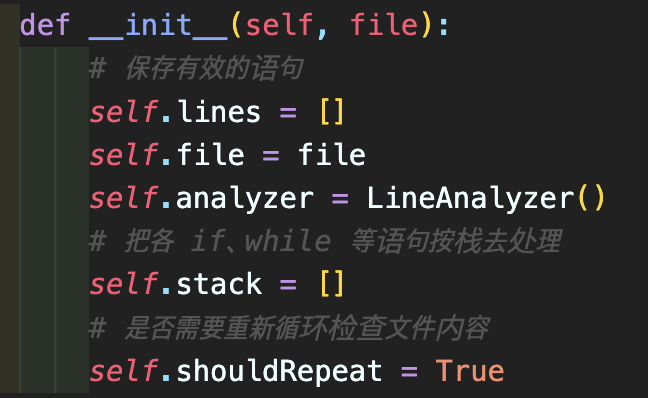 def __init__(self, file):
# 保存有效的语句
self.lines = []
self.file = file
self.analyzer = LineAnalyzer()
# 把各 if、while 等语句按栈去处理
self.stack = []
# 是否需要重新循环检查文件内容
self.shouldRepeat = True